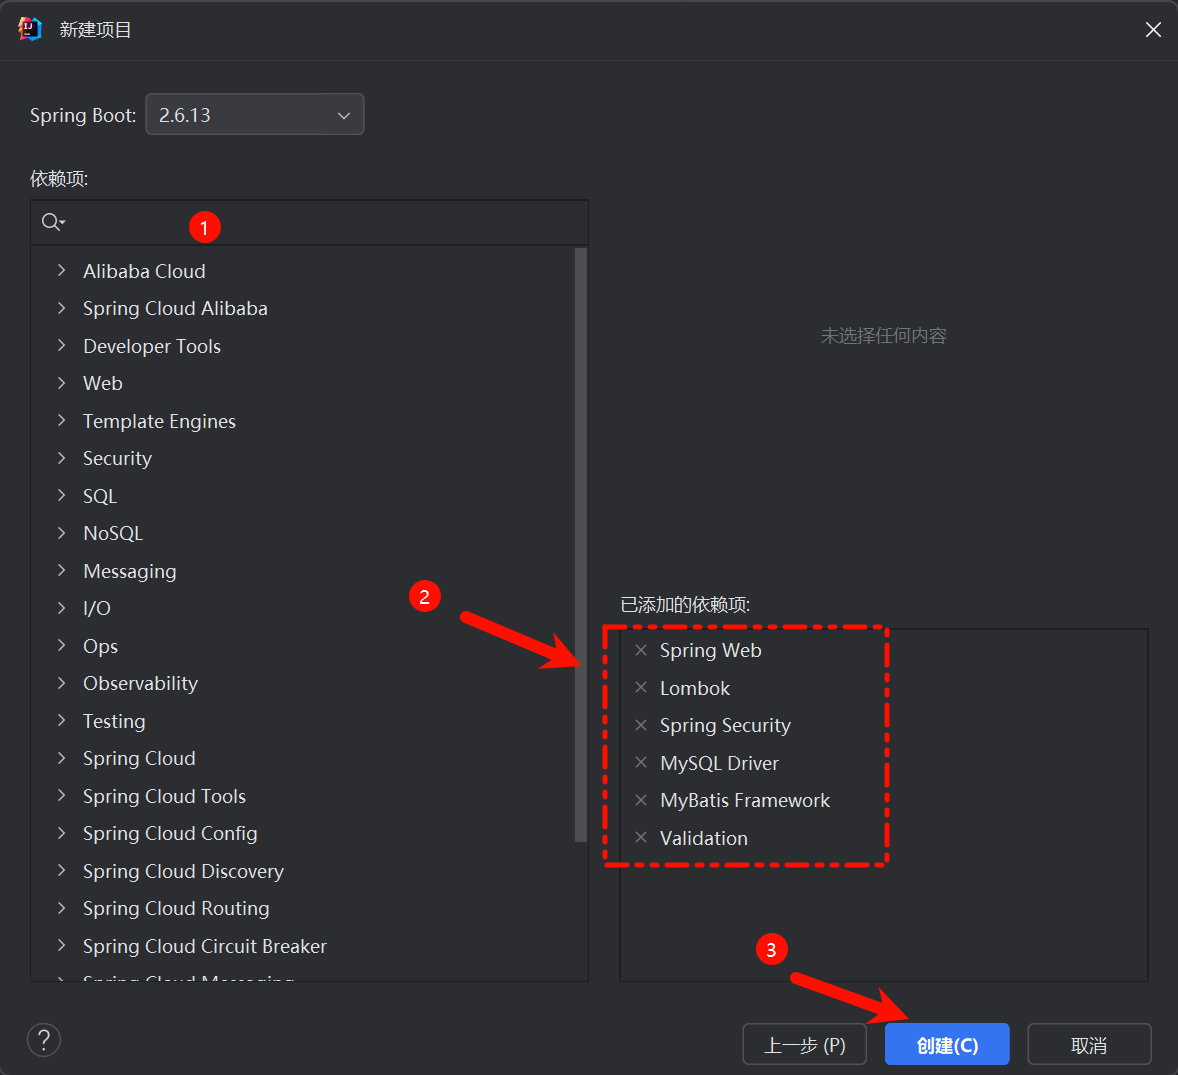 新建项目
Spring Boot: 2.6.13
依赖项:
1
Alibaba Cloud
Spring Cloud Alibaba
Developer Tools
Web
Template Engines
Security
SQL
NoSQL
Messaging
I/O
Ops
Observability
Testing
Spring Cloud
Spring Cloud Tools
Spring Cloud Config
Spring Cloud Discovery
Spring Cloud Routing
Spring Cloud Circuit Breaker
Spring Cloud Messaging
未选择任何内容
2
已添加的依赖项:
Spring Web
Lombok
Spring Security
MySQL Driver
MyBatis Framework
Validation
3
?
上一步 (P)
创建(C)
取消